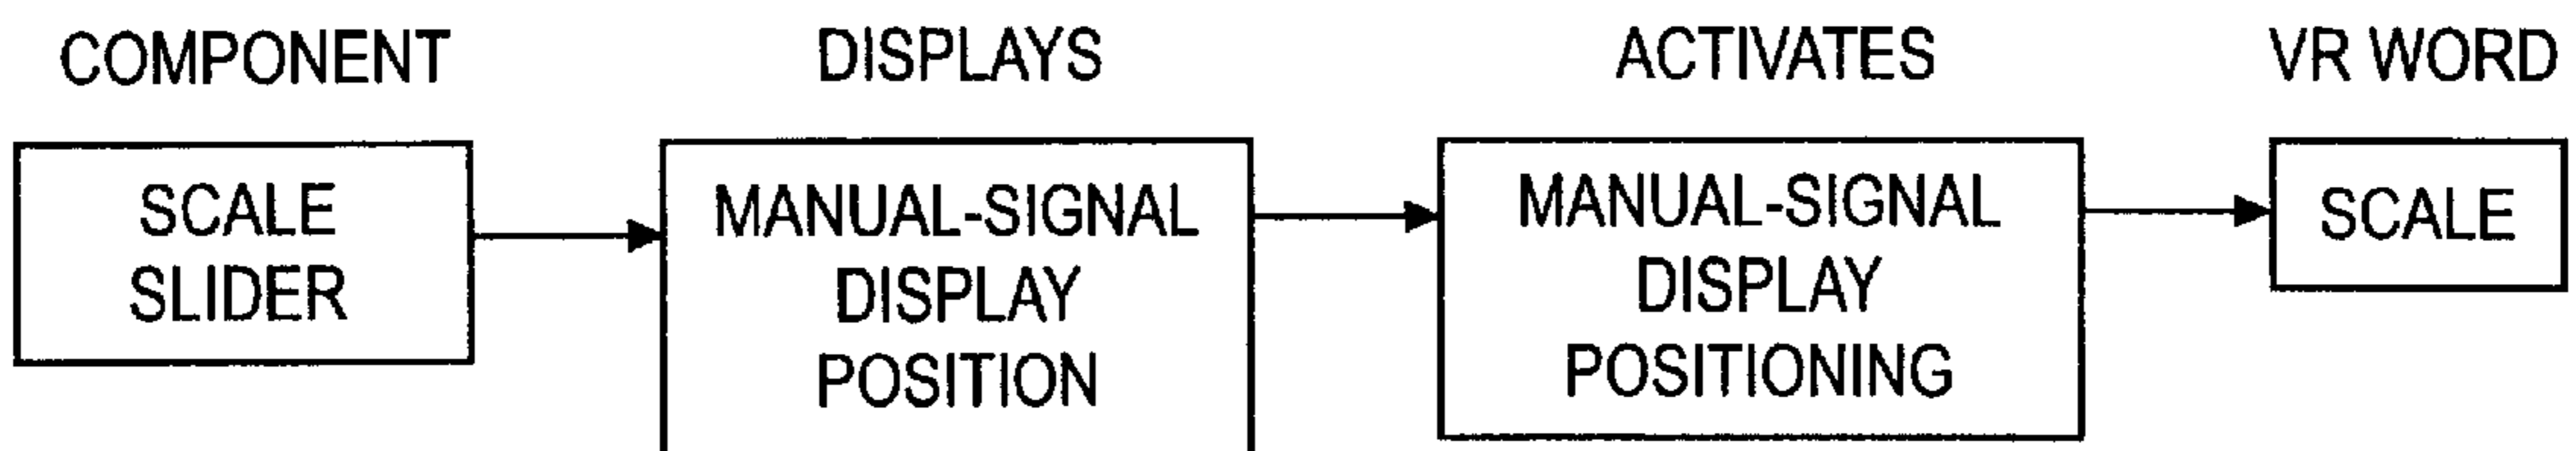 COMPONENT DISPLAYS ACTIVATES VR WORD
SCALE
SLIDER
MANUAL-SIGNAL
DISPLAY
POSITION
MANUAL-SIGNAL
DISPLAY
POSITIONING
SCALE